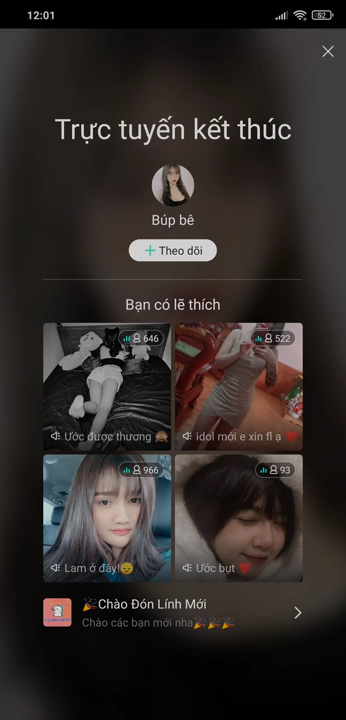 12:01
52
Trực tuyến kết thúc
Búp bê
+ Theo dõi
Bạn có lẽ thích
646
522
Ước được thương 🙈
idol mới e xin fl ạ ❤️
966
93
Lam ở đây!😔
Ước bụt ❤️
🎉Chào Đón Lính Mới
Chào các bạn mới nha🎉🎉🎉